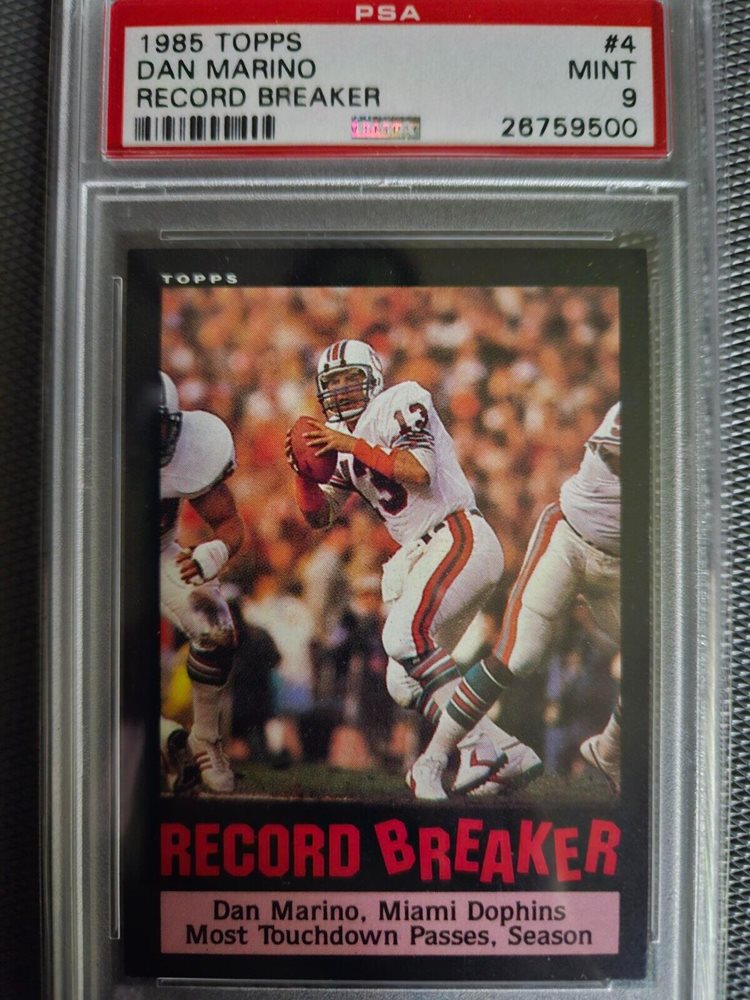 PSA
1985 TOPPS #4
DAN MARINO MINT
RECORD BREAKER 9
26759500
TOPPS
13
13
RECORD BREAKER
Dan Marino, Miami Dophins
Most Touchdown Passes, Season